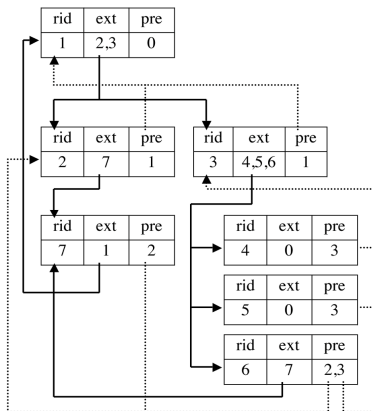 rid ext pre
1 2,3 0
rid ext pre
2 7 1
rid ext pre
3 4,5,6 1
rid ext pre
7 1 2
rid ext pre
4 0 3
rid ext pre
5 0 3
rid ext pre
6 7 2,3